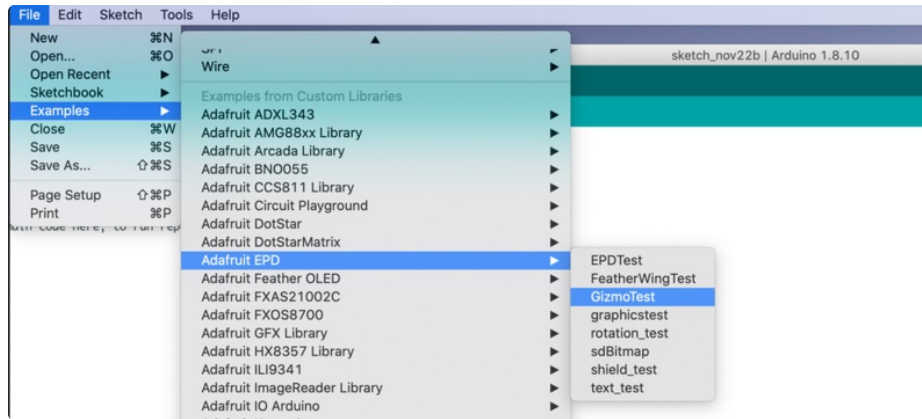 File Edit Sketch Tools Help
sketch_nov22b | Arduino 1.8.10
New ⌘N
Open... ⌘O
Open Recent ▶
Sketchbook ▶
Examples ▶
Close ⌘W
Save ⌘S
Save As... ⇧⌘S
Page Setup ⇧⌘P
Print ⌘P
Wire ▶
Examples from Custom Libraries
Adafruit ADXL343 ▶
Adafruit AMG88xx Library ▶
Adafruit Arcada Library ▶
Adafruit BNO055 ▶
Adafruit CCS811 Library ▶
Adafruit Circuit Playground ▶
Adafruit DotStar ▶
Adafruit DotStarMatrix ▶
Adafruit EPD ▶
Adafruit Feather OLED ▶
Adafruit FXAS21002C ▶
Adafruit FXOS8700 ▶
Adafruit GFX Library ▶
Adafruit HX8357 Library ▶
Adafruit ILI9341 ▶
Adafruit ImageReader Library ▶
Adafruit IO Arduino ▶
EPDTest
FeatherWingTest
GizmoTest
graphicstest
rotation_test
sdBitmap
shield_test
text_test